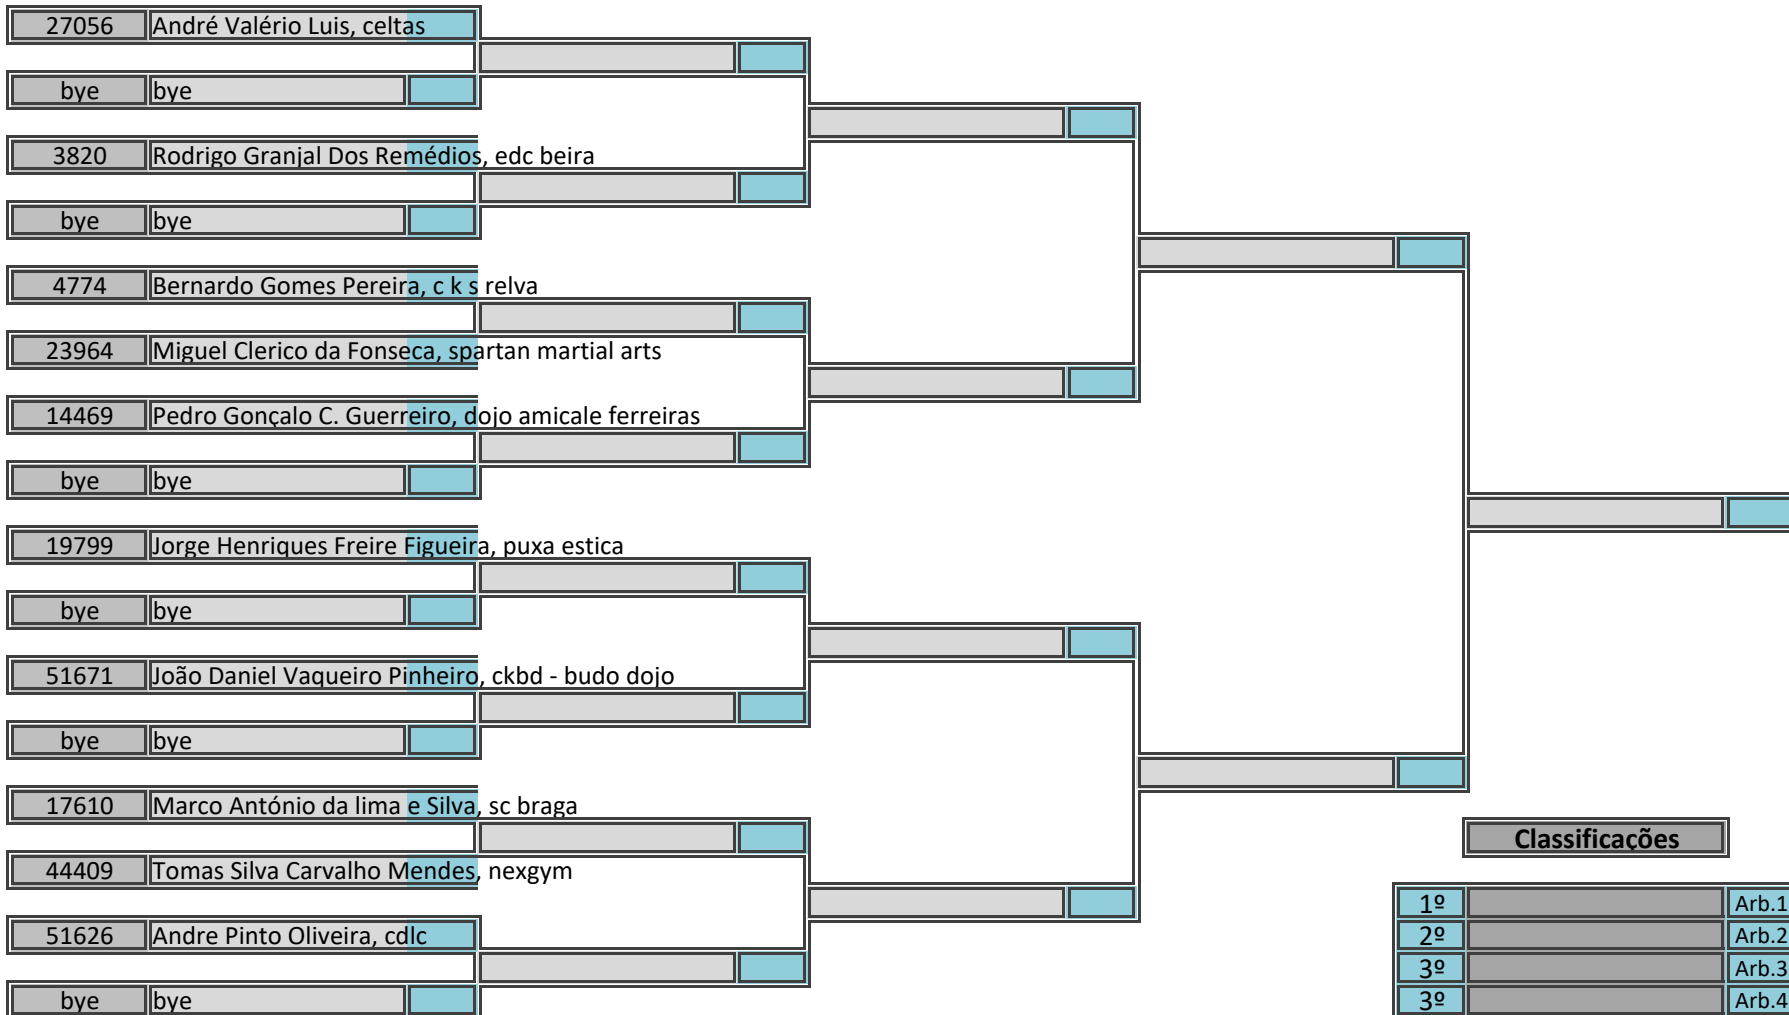 27056 André Valério Luis, celtas
bye bye
3820 Rodrigo Granjal Dos Remédios, edc beira
bye bye
4774 Bernardo Gomes Pereira, c k s relva
23964 Miguel Clerico da Fonseca, spartan martial arts
14469 Pedro Gonçalo C. Guerreiro, dojo amicale ferreiras
bye bye
19799 Jorge Henriques Freire Figueira, puxa estica
bye bye
51671 João Daniel Vaqueiro Pinheiro, ckbd - budo dojo
bye bye
17610 Marco António da lima e Silva, sc braga
44409 Tomas Silva Carvalho Mendes, nexgym
51626 Andre Pinto Oliveira, cdlc
bye bye
Classificações
1º Arb.1
2º Arb.2
3º Arb.3
3º Arb.4